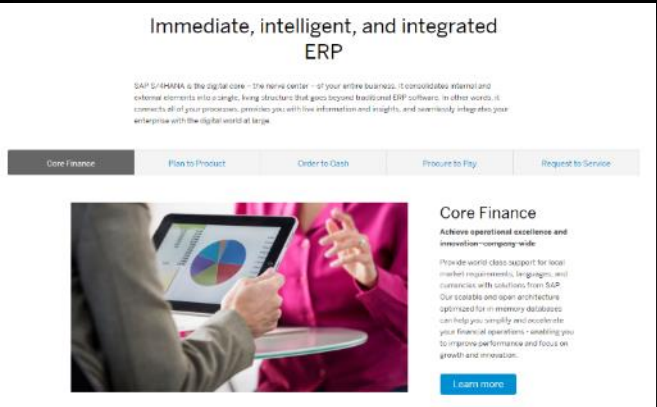 Immediate, intelligent, and integrated
ERP
SAP S/4HANA is the digital core – the nerve center – of your entire business. It consolidates internal and
external elements into a single, living structure that goes beyond traditional ERP software. In other words, it
connects all of your processes, provides you with live information and insights, and seamlessly integrates your
enterprise with the digital world at large.
Core Finance
Plan to Product
Order to Cash
Procure to Pay
Request to Service
Core Finance
Achieve operational excellence and
innovation–company-wide
Provide world class support for local
market requirements, languages, and
currencies with solutions from SAP.
Our scalable and open architecture
optimized for in-memory databases
can help you simplify and accelerate
your financial operations - enabling you
to improve performance and focus on
growth and innovation.
Learn more